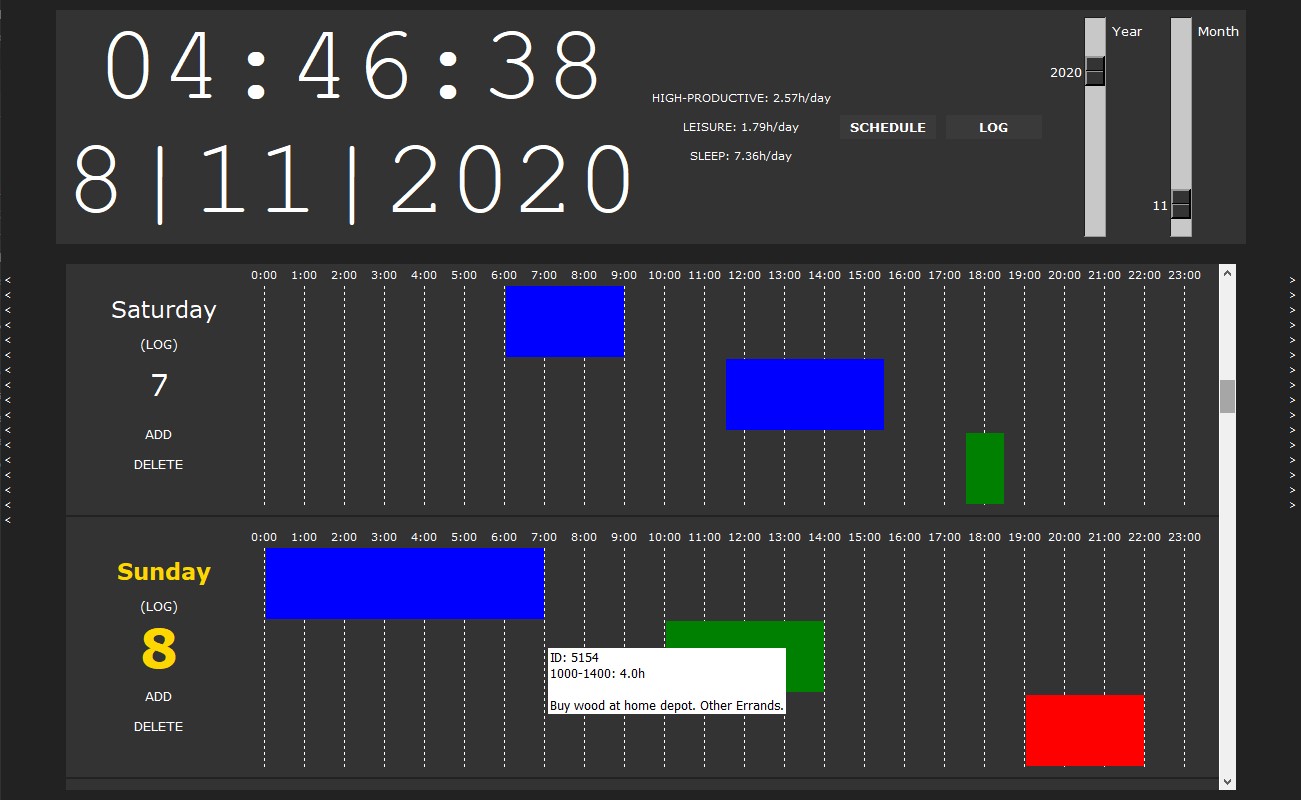 04:46:38
8|11|2020
HIGH-PRODUCTIVE: 2.57h/day
LEISURE: 1.79h/day
SLEEP: 7.36h/day
SCHEDULE
LOG
Year
2020
Month
11
0:00 1:00 2:00 3:00 4:00 5:00 6:00 7:00 8:00 9:00 10:00 11:00 12:00 13:00 14:00 15:00 16:00 17:00 18:00 19:00 20:00 21:00 22:00 23:00
Saturday
(LOG)
7
ADD
DELETE
0:00 1:00 2:00 3:00 4:00 5:00 6:00 7:00 8:00 9:00 10:00 11:00 12:00 13:00 14:00 15:00 16:00 17:00 18:00 19:00 20:00 21:00 22:00 23:00
Sunday
(LOG)
8
ADD
DELETE
ID: 5154
1000-1400: 4.0h
Buy wood at home depot. Other Errands.